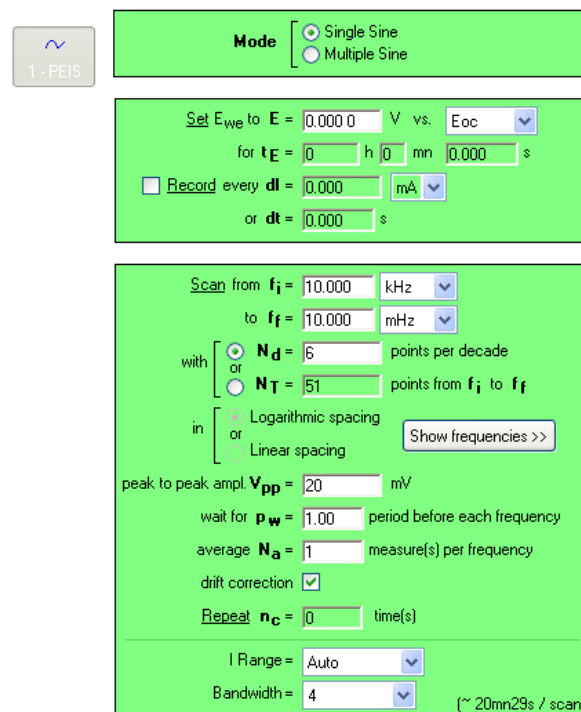 1 - PEIS
Mode
Single Sine
Multiple Sine
Set Ewe to E = 0.000 0 V vs. Eoc
for tE = 0 h 0 mn 0.000 s
Record every dI = 0.000 mA
or dt = 0.000 s
Scan from fi = 10.000 kHz
to ff = 10.000 mHz
with
Nd = 6 points per decade
or
NT = 51 points from fi to ff
in
Logarithmic spacing
or
Linear spacing
Show frequencies >>
peak to peak ampl. Vpp = 20 mV
wait for pw = 1.00 period before each frequency
average Na = 1 measure(s) per frequency
drift correction
Repeat nc = 0 time(s)
I Range = Auto
Bandwidth = 4
(~ 20mn29s / scan